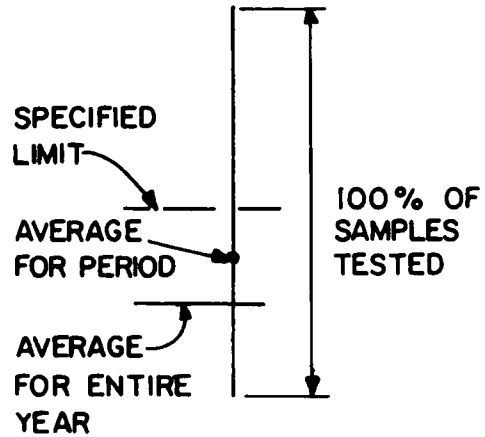 SPECIFIED
LIMIT
AVERAGE
FOR PERIOD
AVERAGE
FOR ENTIRE
YEAR
100% OF
SAMPLES
TESTED